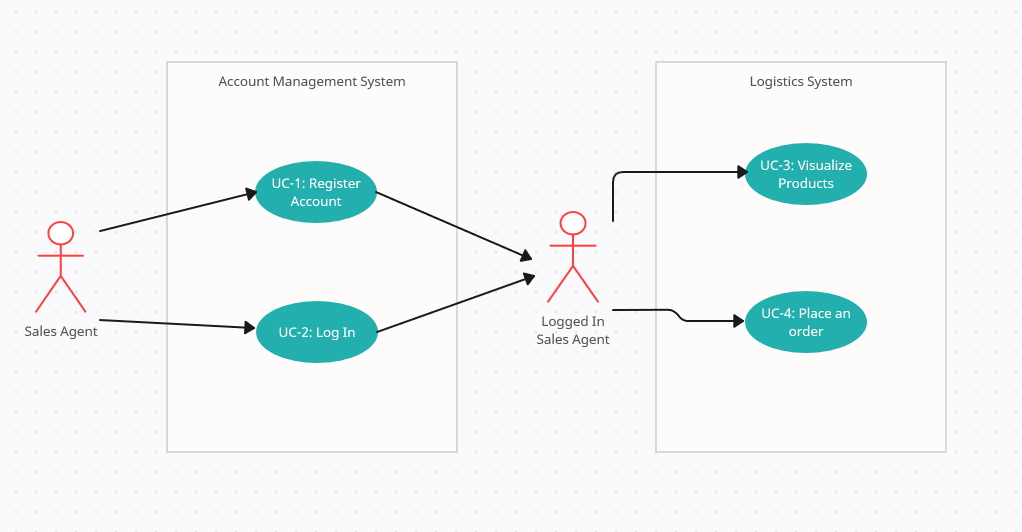 Account Management System
Logistics System
UC-1: Register
Account
UC-2: Log In
Sales Agent
Logged In
Sales Agent
UC-3: Visualize
Products
UC-4: Place an
order